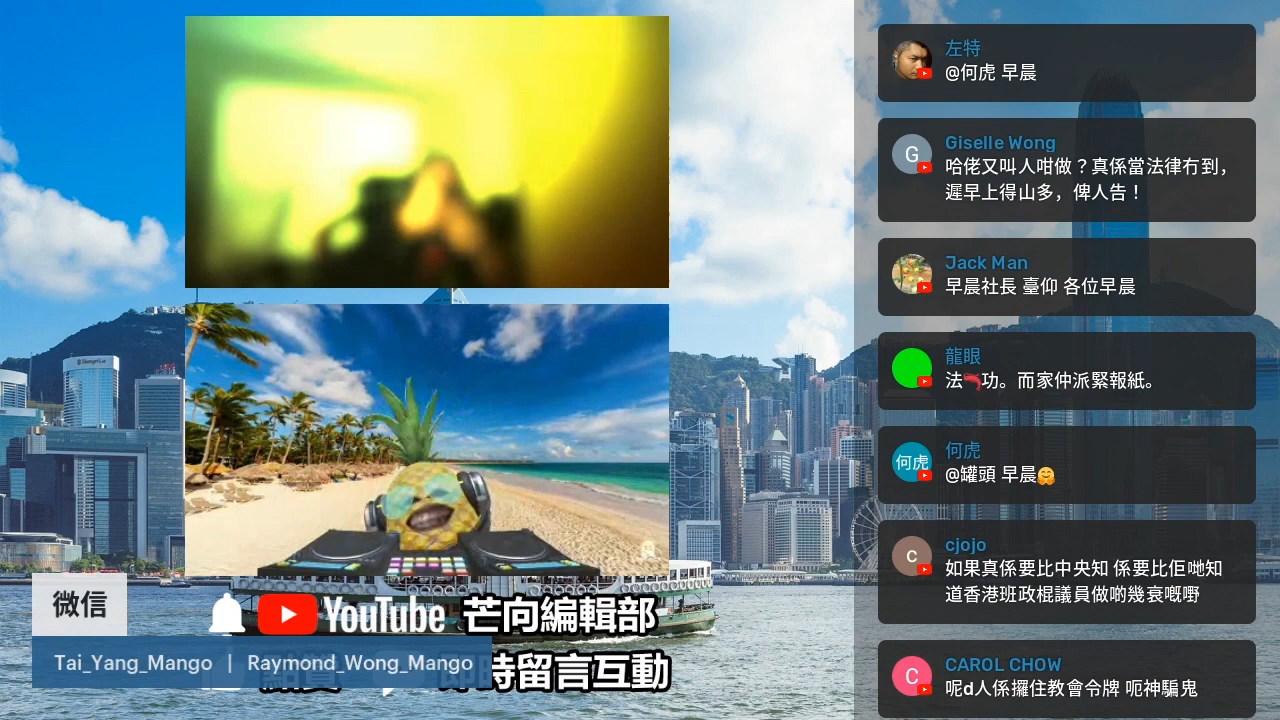 左特
@何虎 早晨
G
Giselle Wong
哈佬又叫人咁做？真係當法律冇到，
遲早上得山多，俾人告！
Jack Man
早晨社長 臺仰 各位早晨
龍眼
法🦐功。而家仲派緊報紙。
何虎
何虎
@罐頭 早晨🤗
c
cjojo
如果真係要比中央知 係要比佢哋知
道香港班政棍議員做啲幾衰嘅嘢
C
CAROL CHOW
呢d人係攞住教會令牌 呃神騙鬼
微信
Tai_Yang_Mango | Raymond_Wong_Mango
YouTube 芒向編輯部
即時留言互動